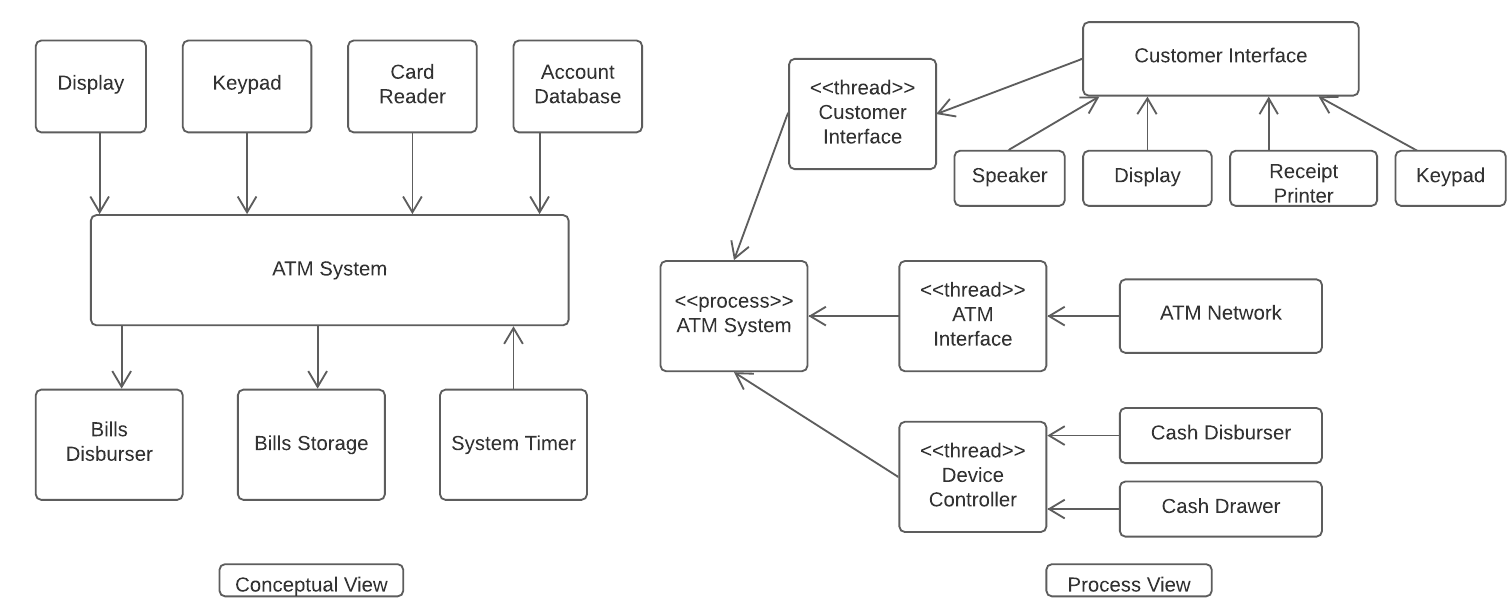 Display
Keypad
Card
Reader
Account
Database
ATM System
Bills
Disburser
Bills Storage
System Timer
Conceptual View
Customer Interface
<<thread>>
Customer
Interface
Speaker
Display
Receipt
Printer
Keypad
<<process>>
ATM System
<<thread>>
ATM
Interface
ATM Network
<<thread>>
Device
Controller
Cash Disburser
Cash Drawer
Process View